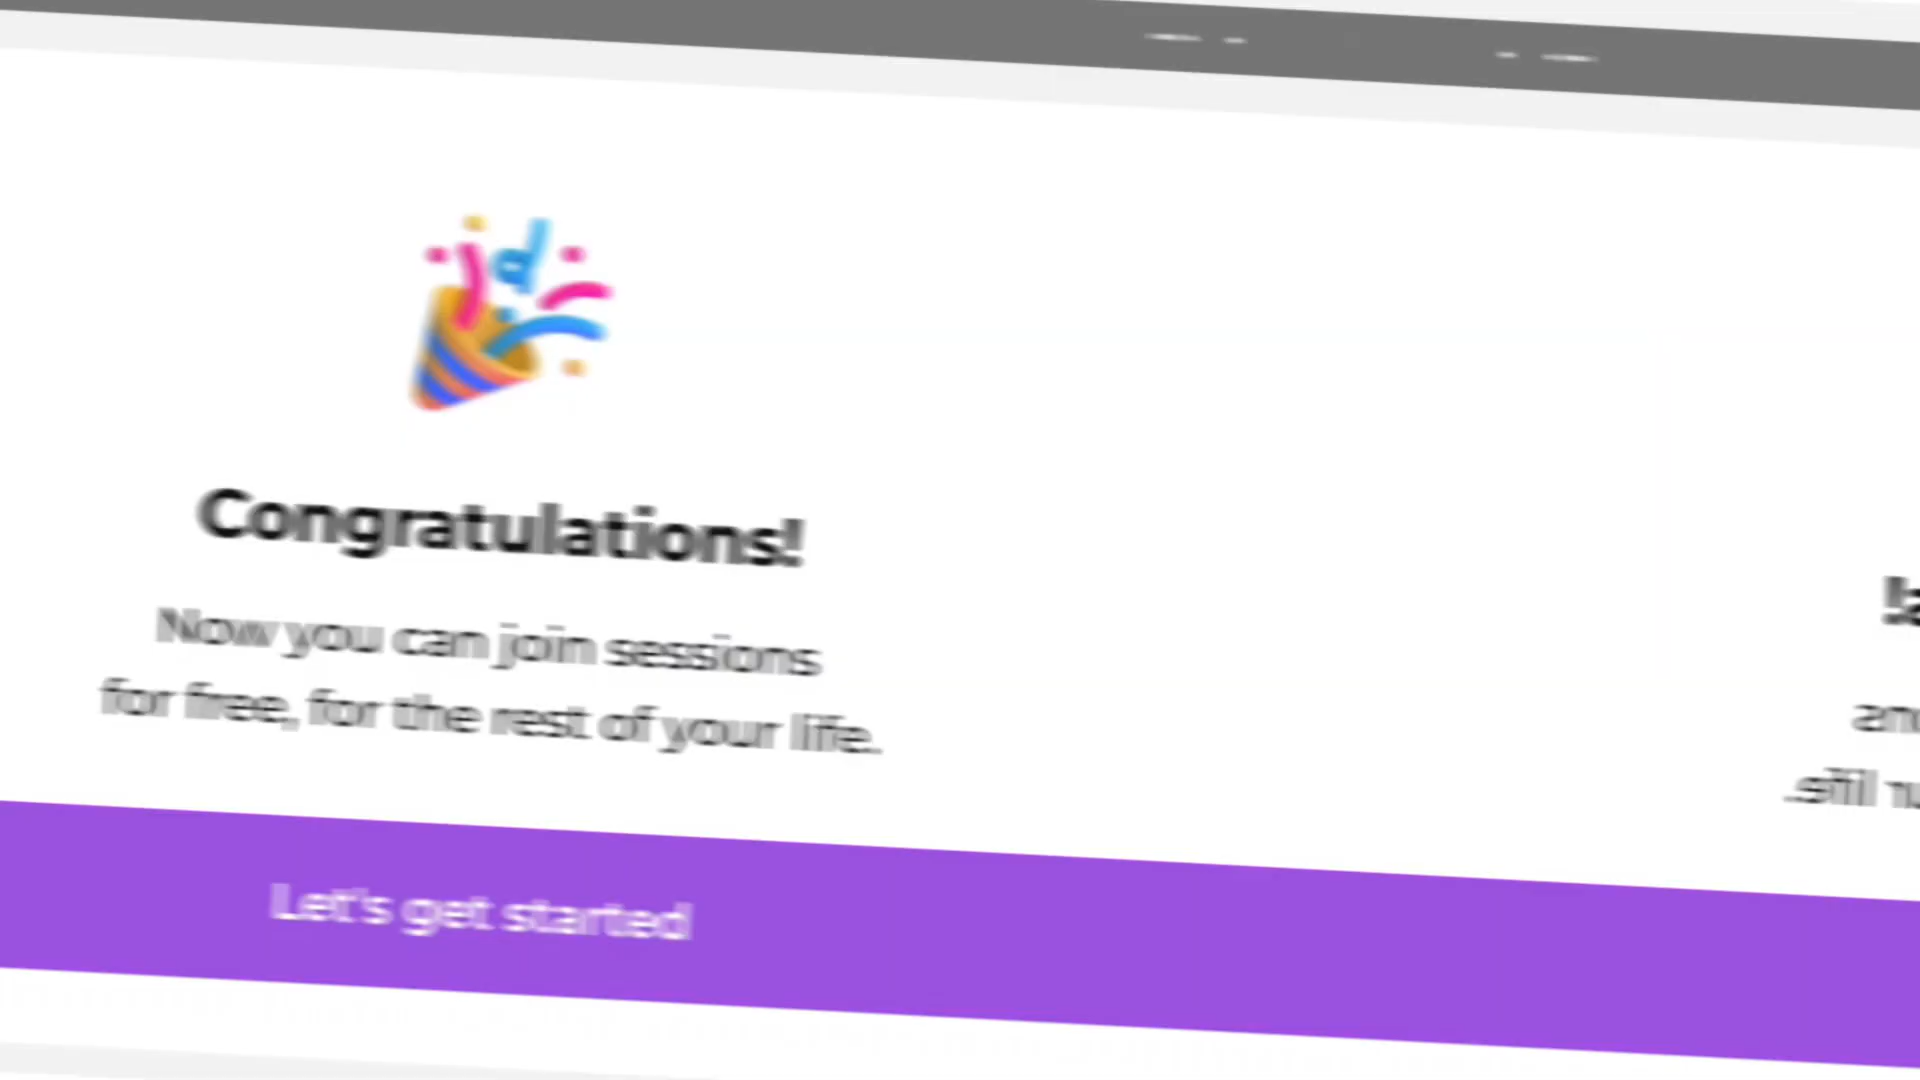 Congratulations!
Now you can join sessions
for free, for the rest of your life.
Let's get started